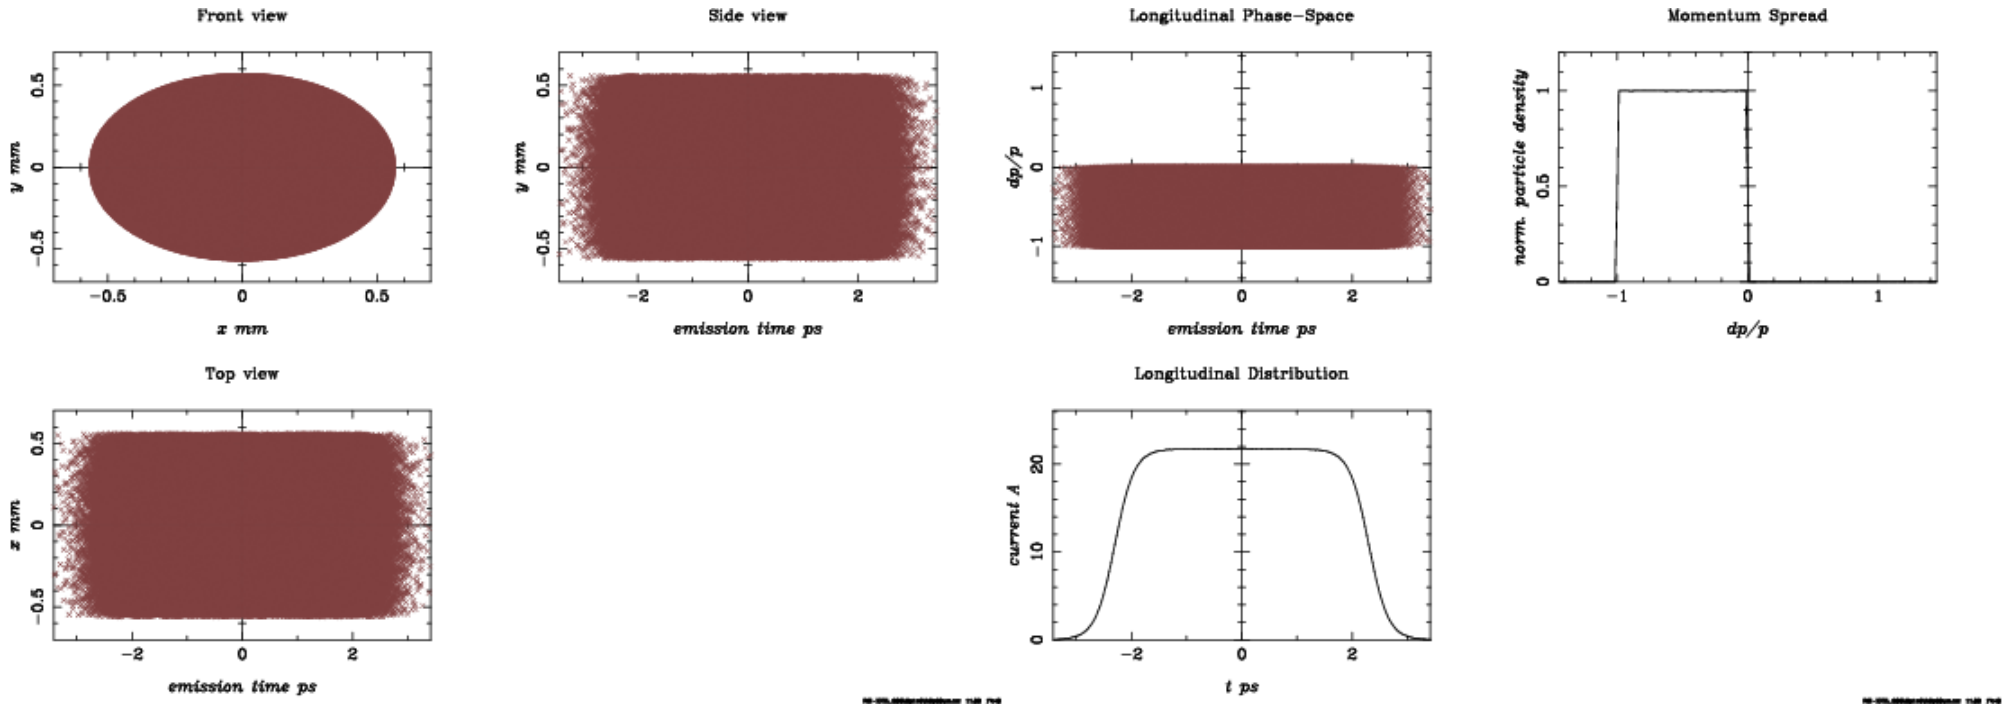 Front view
0.5
0
-0.5
y mm
-0.5
0
0.5
x mm
Side view
0.5
0
-0.5
y mm
-2
0
2
emission time ps
Longitudinal Phase-Space
1
0
-1
dp/p
-2
0
2
emission time ps
Momentum Spread
1
0.5
0
norm. particle density
-1
0
1
dp/p
Top view
0.5
0
-0.5
x mm
-2
0
2
emission time ps
Longitudinal Distribution
20
10
0
current A
-2
0
2
t ps